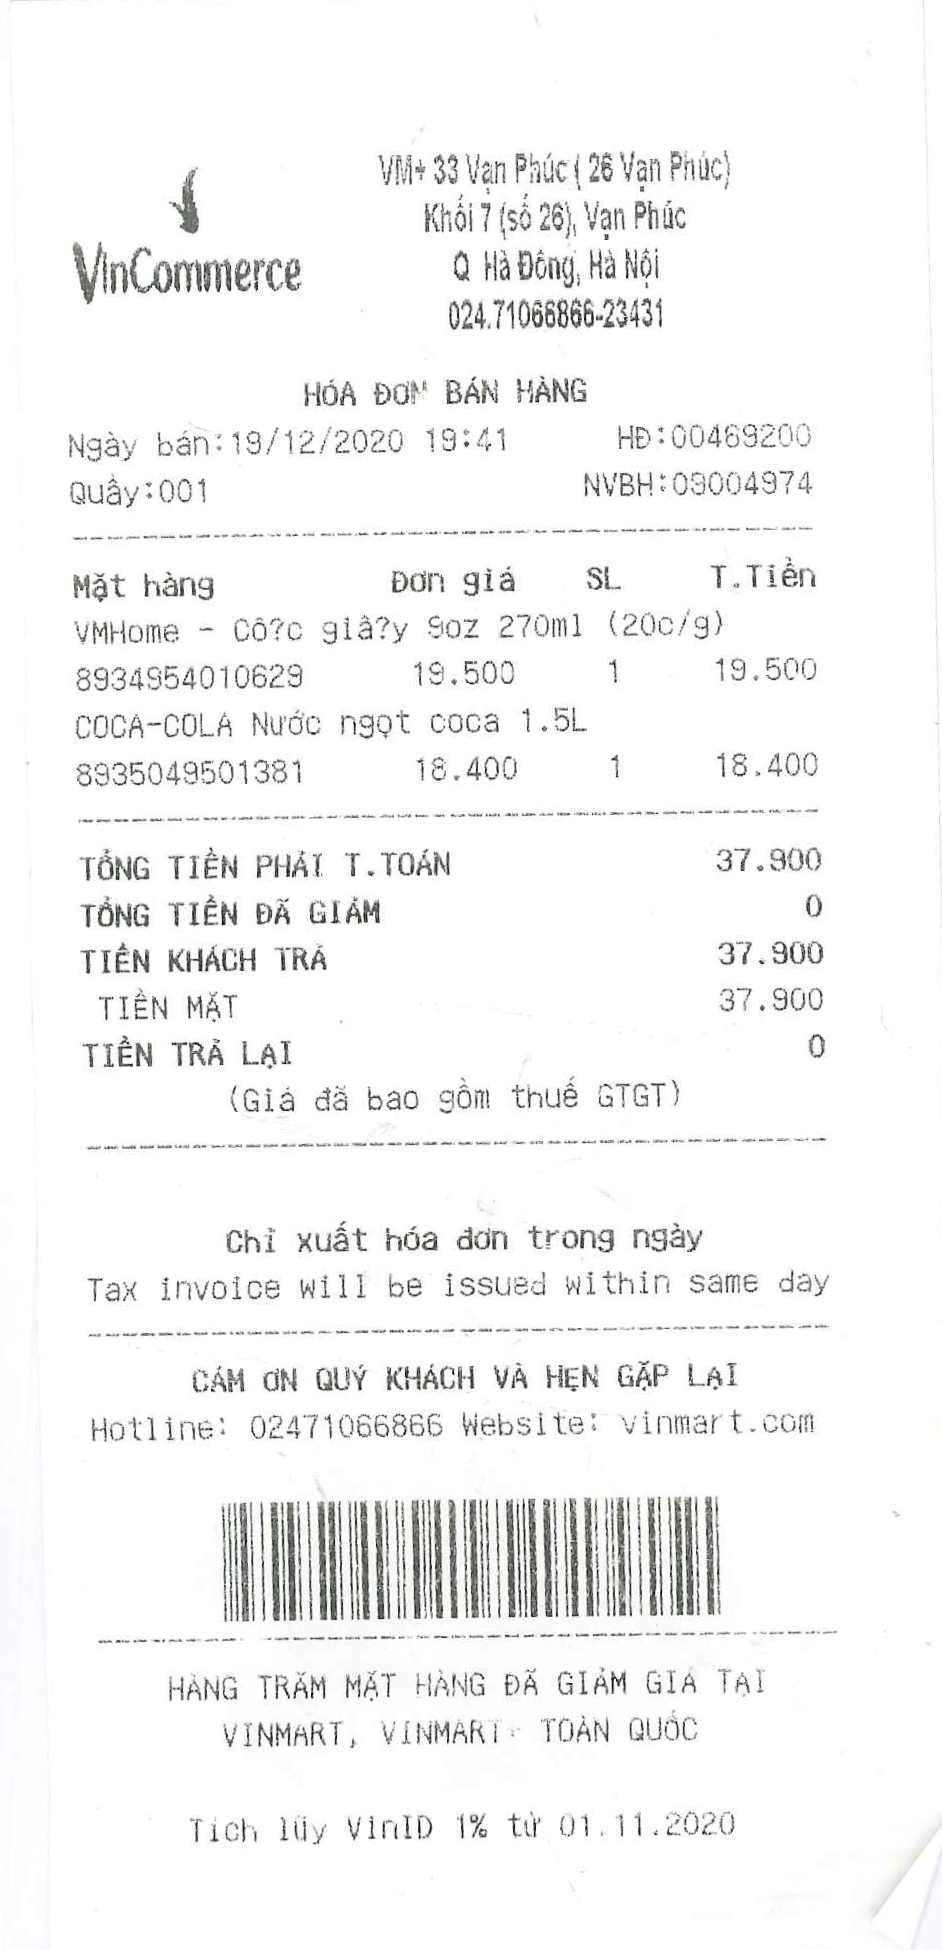 VinCommerce
VM+ 33 Vạn Phúc ( 26 Vạn Phúc)
Khối 7 (số 26), Vạn Phúc
Q Hà Đông, Hà Nội
024.71066866-23431
HÓA ĐƠN BÁN HÀNG
Ngày bán:19/12/2020 19:41 HĐ:00469200
Quầy:001 NVBH:09004974
Mặt hàng Đơn giá SL T.Tiền
VMHome - Cô?c giâ?y 9oz 270ml (20c/g)
8934954010629 19.500 1 19.500
COCA-COLA Nước ngọt coca 1.5L
8935049501381 18.400 1 18.400
TỔNG TIỀN PHẢI T.TOÁN 37.900
TỔNG TIỀN ĐÃ GIẢM 0
TIỀN KHÁCH TRẢ 37.900
TIỀN MẶT 37.900
TIỀN TRẢ LẠI 0
(Giá đã bao gồm thuế GTGT)
Chỉ xuất hóa đơn trong ngày
Tax invoice will be issued within same day
CẢM ƠN QUÝ KHÁCH VÀ HẸN GẶP LẠI
Hotline: 02471066866 Website: vinmart.com
HÀNG TRĂM MẶT HÀNG ĐÃ GIẢM GIÁ TẠI
VINMART, VINMART+ TOÀN QUỐC
Tích lũy VinID 1% từ 01.11.2020